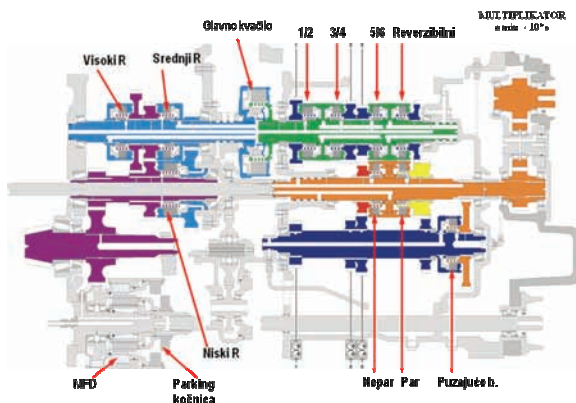 Glavno kvačilo
1/2 3/4 5/6 Reverzibilni
MULTIPLIKATOR
Visoki R Srednji R
Niski R
MFD
Parking
kočnica
Nepar Par Puzajuće b.